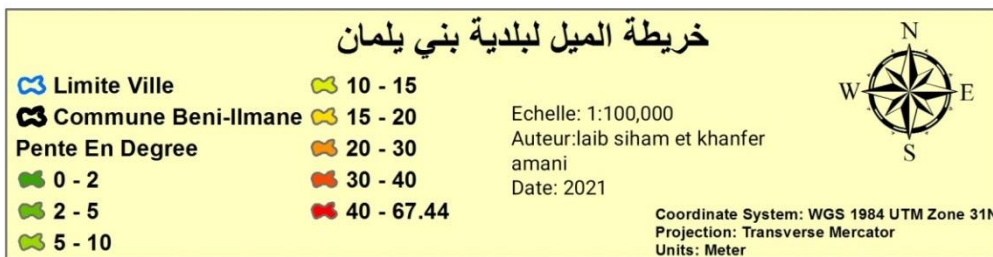 خريطة الميل لبلدية بني يلمان
Limite Ville
Commune Beni-Ilmane
Pente En Degree
0 - 2
2 - 5
5 - 10
10 - 15
15 - 20
20 - 30
30 - 40
40 - 67.44
Echelle: 1:100,000
Auteur:laib siham et khanfer
amani
Date: 2021
N
W
E
S
Coordinate System: WGS 1984 UTM Zone 31N
Projection: Transverse Mercator
Units: Meter